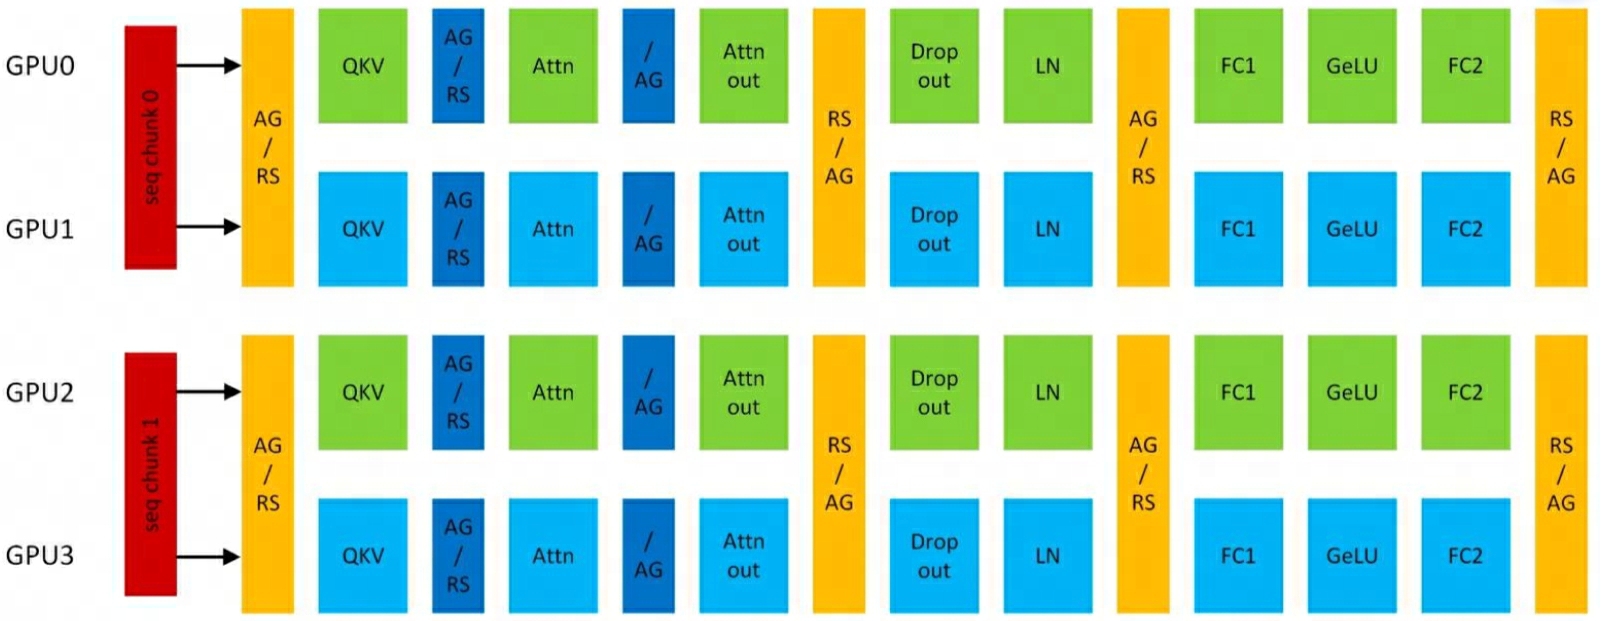 GPU0
seq chunk 0
AG
/
RS
QKV
AG
/
RS
Attn
/
AG
Attn
out
RS
/
AG
Drop
out
LN
AG
/
RS
FC1
GeLU
FC2
RS
/
AG
GPU1
QKV
AG
/
RS
Attn
/
AG
Attn
out
Drop
out
LN
FC1
GeLU
FC2
GPU2
seq chunk 1
AG
/
RS
QKV
AG
/
RS
Attn
/
AG
Attn
out
RS
/
AG
Drop
out
LN
AG
/
RS
FC1
GeLU
FC2
RS
/
AG
GPU3
QKV
AG
/
RS
Attn
/
AG
Attn
out
Drop
out
LN
FC1
GeLU
FC2